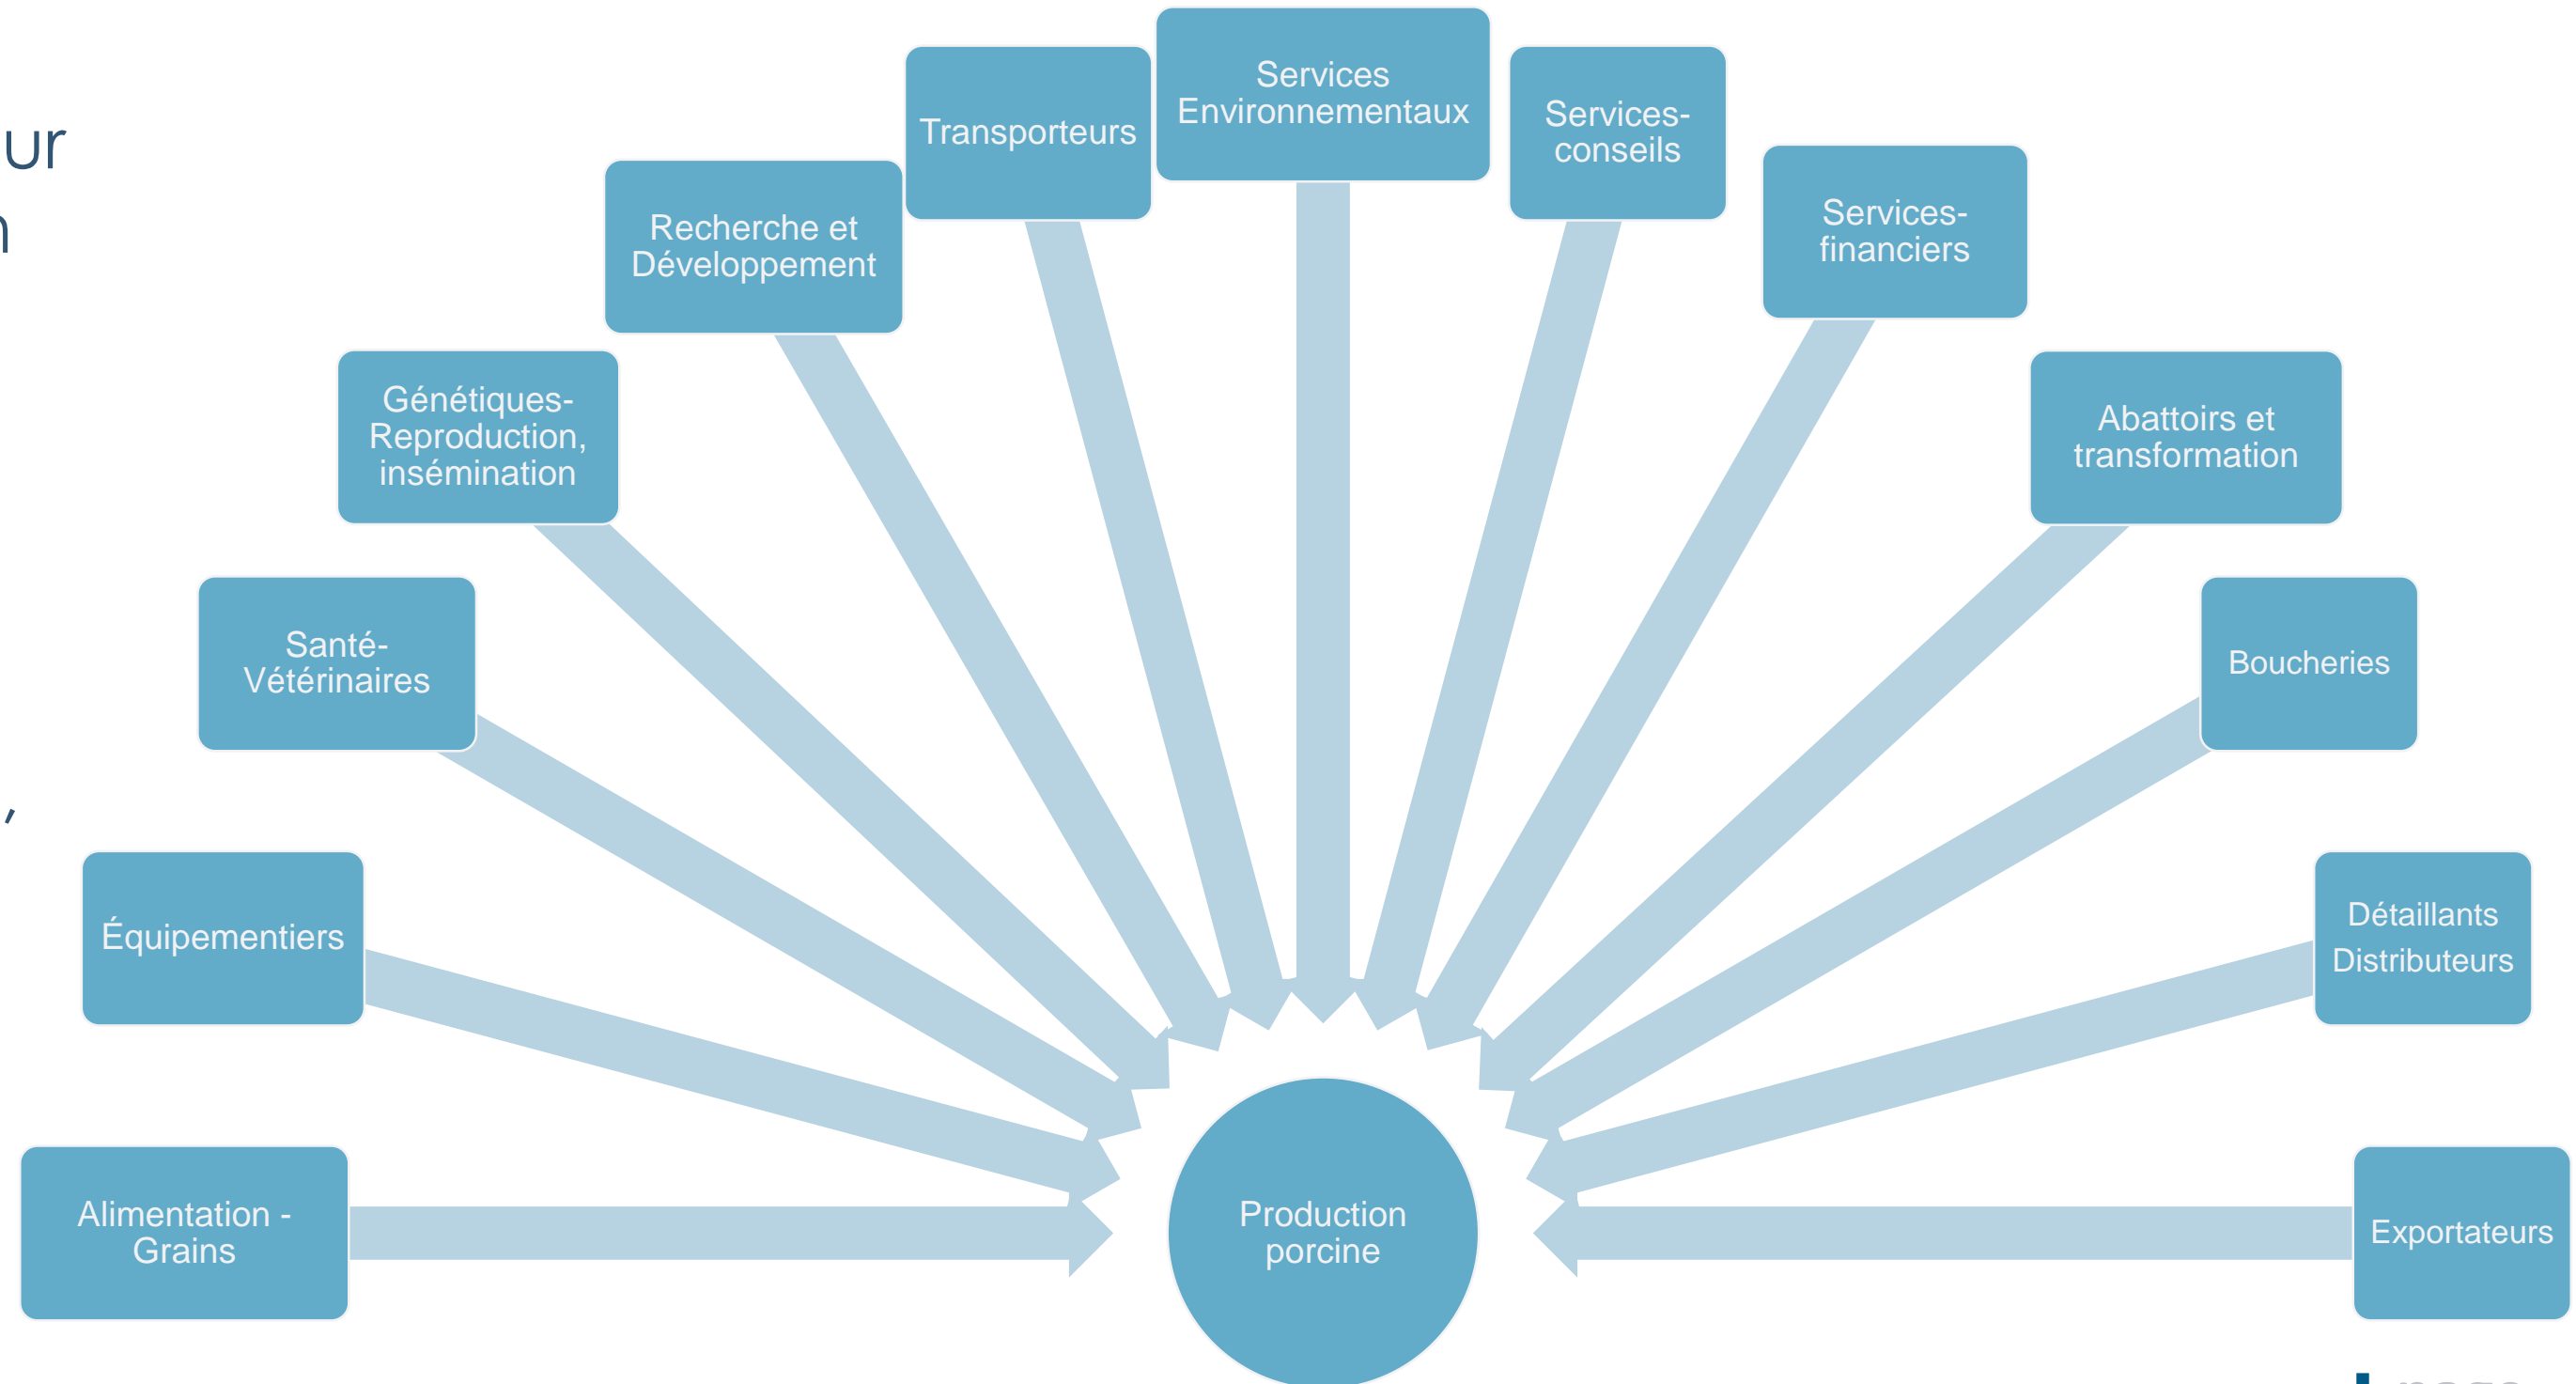 Services
Environnementaux
Transporteurs
Services-
conseils
Recherche et
Développement
Services-
financiers
Génétiques-
Reproduction,
insémination
Abattoirs et
transformation
Santé-
Vétérinaires
Boucheries
Équipementiers
Détaillants
Distributeurs
Alimentation -
Grains
Production
porcine
Exportateurs